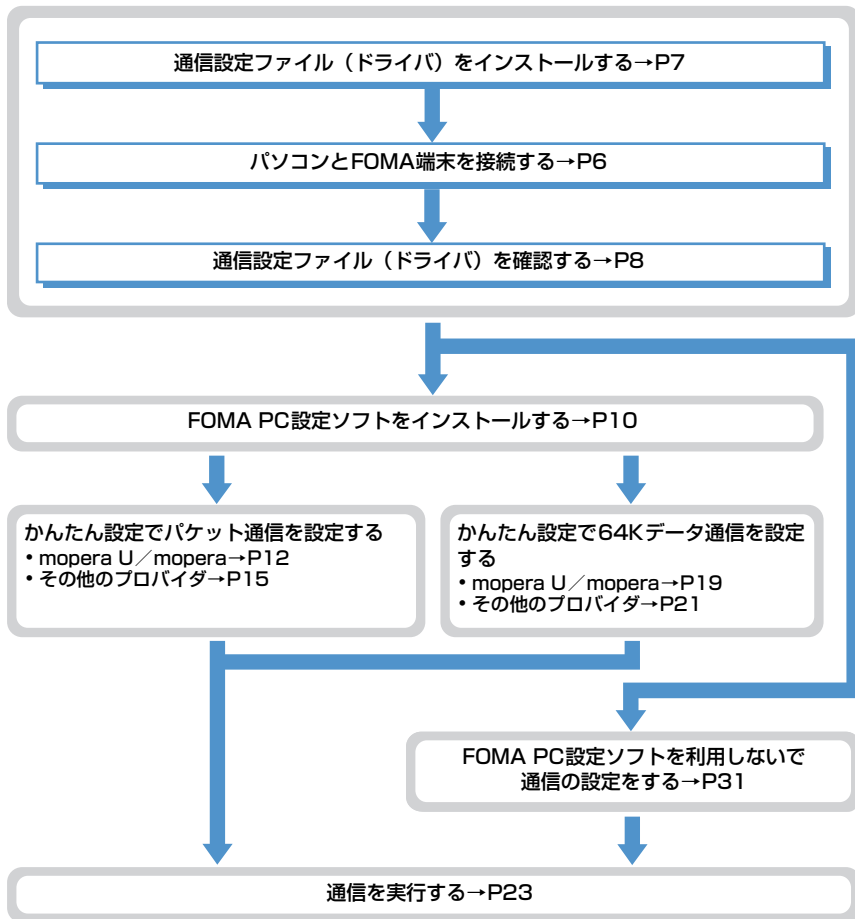 通信設定ファイル（ドライバ）をインストールする→P7
パソコンとFOMA端末を接続する→P6
通信設定ファイル（ドライバ）を確認する→P8
FOMA PC設定ソフトをインストールする→P10
かんたん設定でパケット通信を設定する
• mopera U／mopera→P12
• その他のプロバイダ→P15
かんたん設定で64Kデータ通信を設定
する
• mopera U／mopera→P19
• その他のプロバイダ→P21
FOMA PC設定ソフトを利用しないで
通信の設定をする→P31
通信を実行する→P23